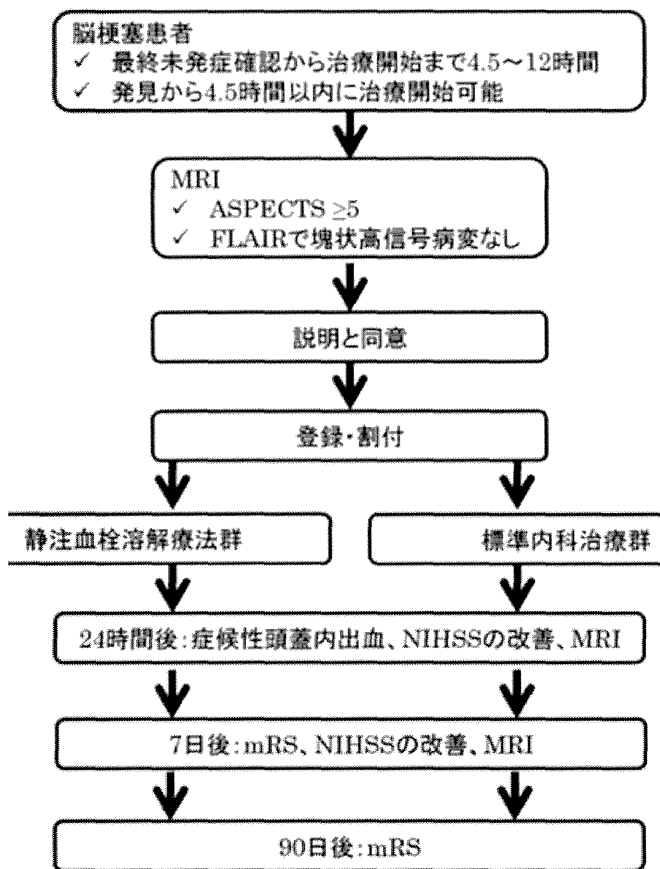 脳梗塞患者
✓ 最終未発症確認から治療開始まで4.5～12時間
✓ 発見から4.5時間以内に治療開始可能
MRI
✓ ASPECTS ≥5
✓ FLAIRで塊状高信号病変なし
説明と同意
登録・割付
静注血栓溶解療法群
標準内科治療群
24時間後：症候性頭蓋内出血、NIHSSの改善、MRI
7日後：mRS、NIHSSの改善、MRI
90日後：mRS